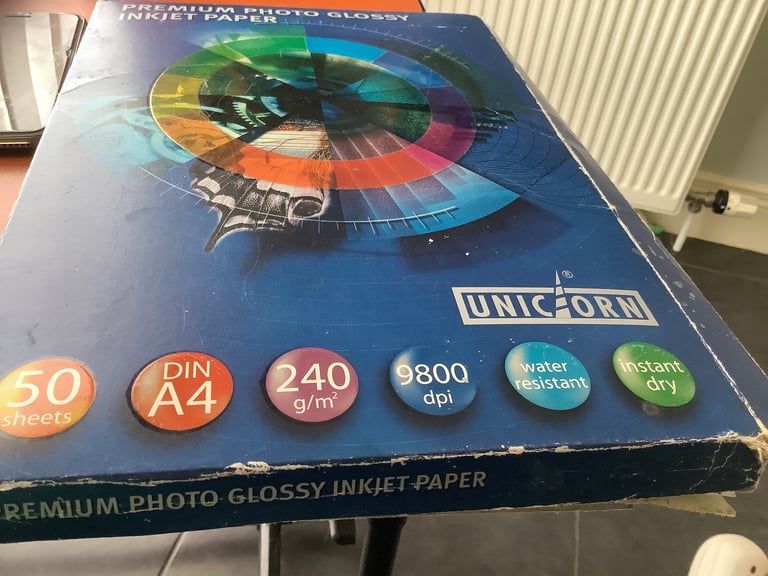 PREMIUM PHOTO GLOSSY
INKJET PAPER
UNICORN®
50
sheets
DIN
A4
240
g/m²
9800
dpi
water
resistant
instant
dry
PREMIUM PHOTO GLOSSY INKJET PAPER